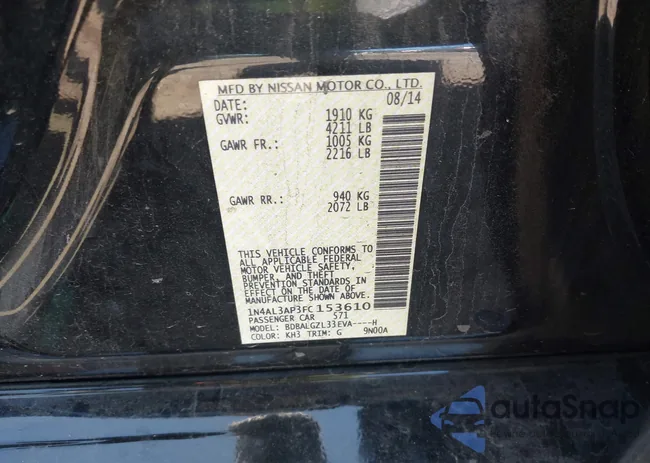 MFD BY NISSAN MOTOR CO., LTD.
DATE: 08/14
GVWR: 1910 KG
4211 LB
GAWR FR.: 1005 KG
2216 LB
GAWR RR.: 940 KG
2072 LB
THIS VEHICLE CONFORMS TO
ALL APPLICABLE FEDERAL
MOTOR VEHICLE SAFETY,
BUMPER, AND THEFT
PREVENTION STANDARDS IN
EFFECT ON THE DATE OF
MANUFACTURE SHOWN ABOVE.
1N4AL3AP3FC153610
PASSENGER CAR S71
MODEL: BDBALGZL33EVA----H
COLOR: KH3 TRIM: G 9N00A
autoSnap